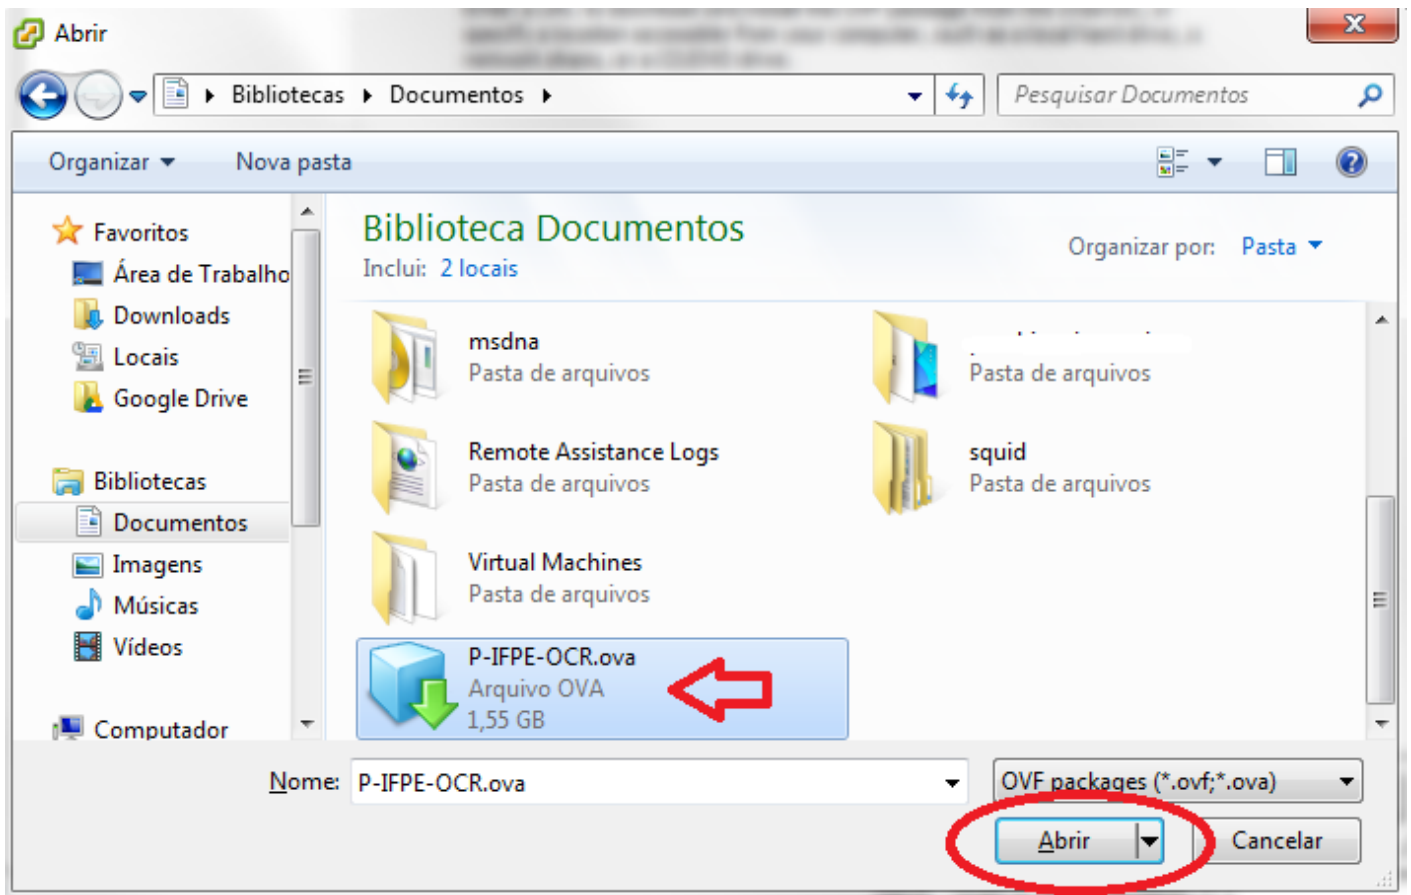 Abrir
Bibliotecas Documentos
Pesquisar Documentos
Organizar
Nova pasta
Favoritos
Área de Trabalho
Downloads
Locais
Google Drive
Bibliotecas
Documentos
Imagens
Músicas
Vídeos
Computador
Biblioteca Documentos
Inclui: 2 locais
Organizar por: Pasta
msdna
Pasta de arquivos
Pasta de arquivos
Remote Assistance Logs
Pasta de arquivos
squid
Pasta de arquivos
Virtual Machines
Pasta de arquivos
P-IFPE-OCR.ova
Arquivo OVA
1,55 GB
Nome: P-IFPE-OCR.ova
OVF packages (*.ovf;*.ova)
Abrir
Cancelar